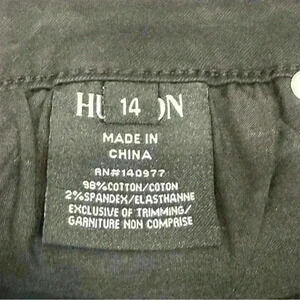 HU 14 ON
MADE IN
CHINA
RN#140977
98%COTTON/COTON
2%SPANDEX/ELASTHANNE
EXCLUSIVE OF TRIMMING/
GARNITURE NON COMPRISE